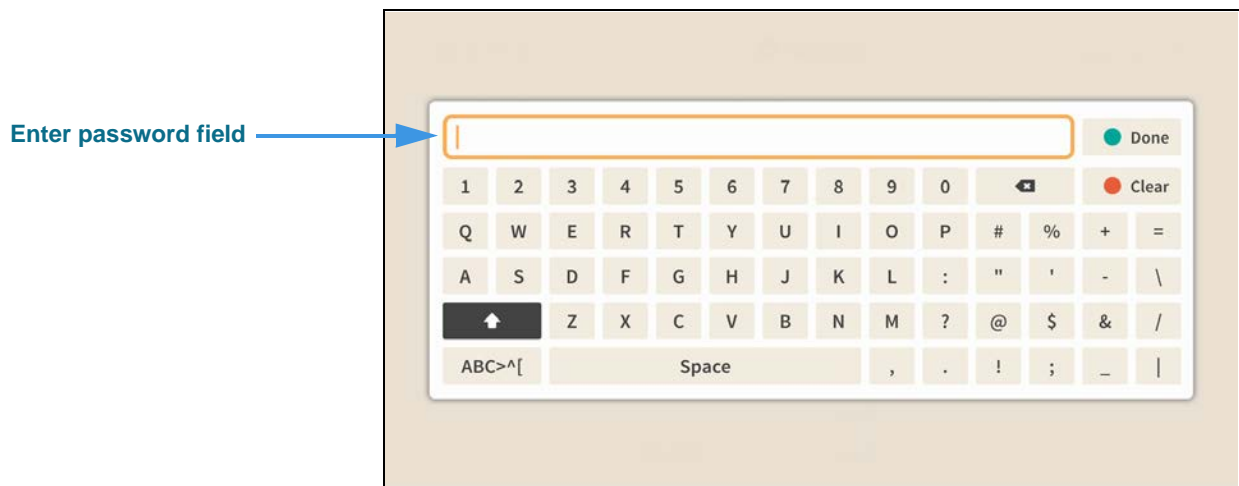 Enter password field
Done
1 2 3 4 5 6 7 8 9 0 Clear
Q W E R T Y U I O P # % + =
A S D F G H J K L : " ' - \
Z X C V B N M ? @ $ & /
ABC>^[ Space , . ! ; _ |